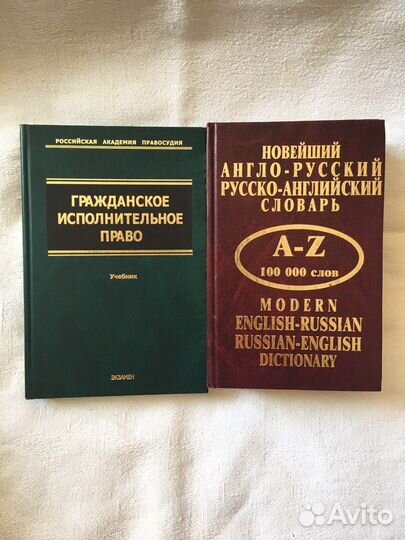 РОССИЙСКАЯ АКАДЕМИЯ ПРАВОСУДИЯ
ГРАЖДАНСКОЕ
ИСПОЛНИТЕЛЬНОЕ
ПРАВО
Учебник
ЭКЗАМЕН
НОВЕЙШИЙ
АНГЛО-РУССКИЙ
РУССКО-АНГЛИЙСКИЙ
СЛОВАРЬ
A-Z
100 000 слов
MODERN
ENGLISH-RUSSIAN
RUSSIAN-ENGLISH
DICTIONARY
Avito